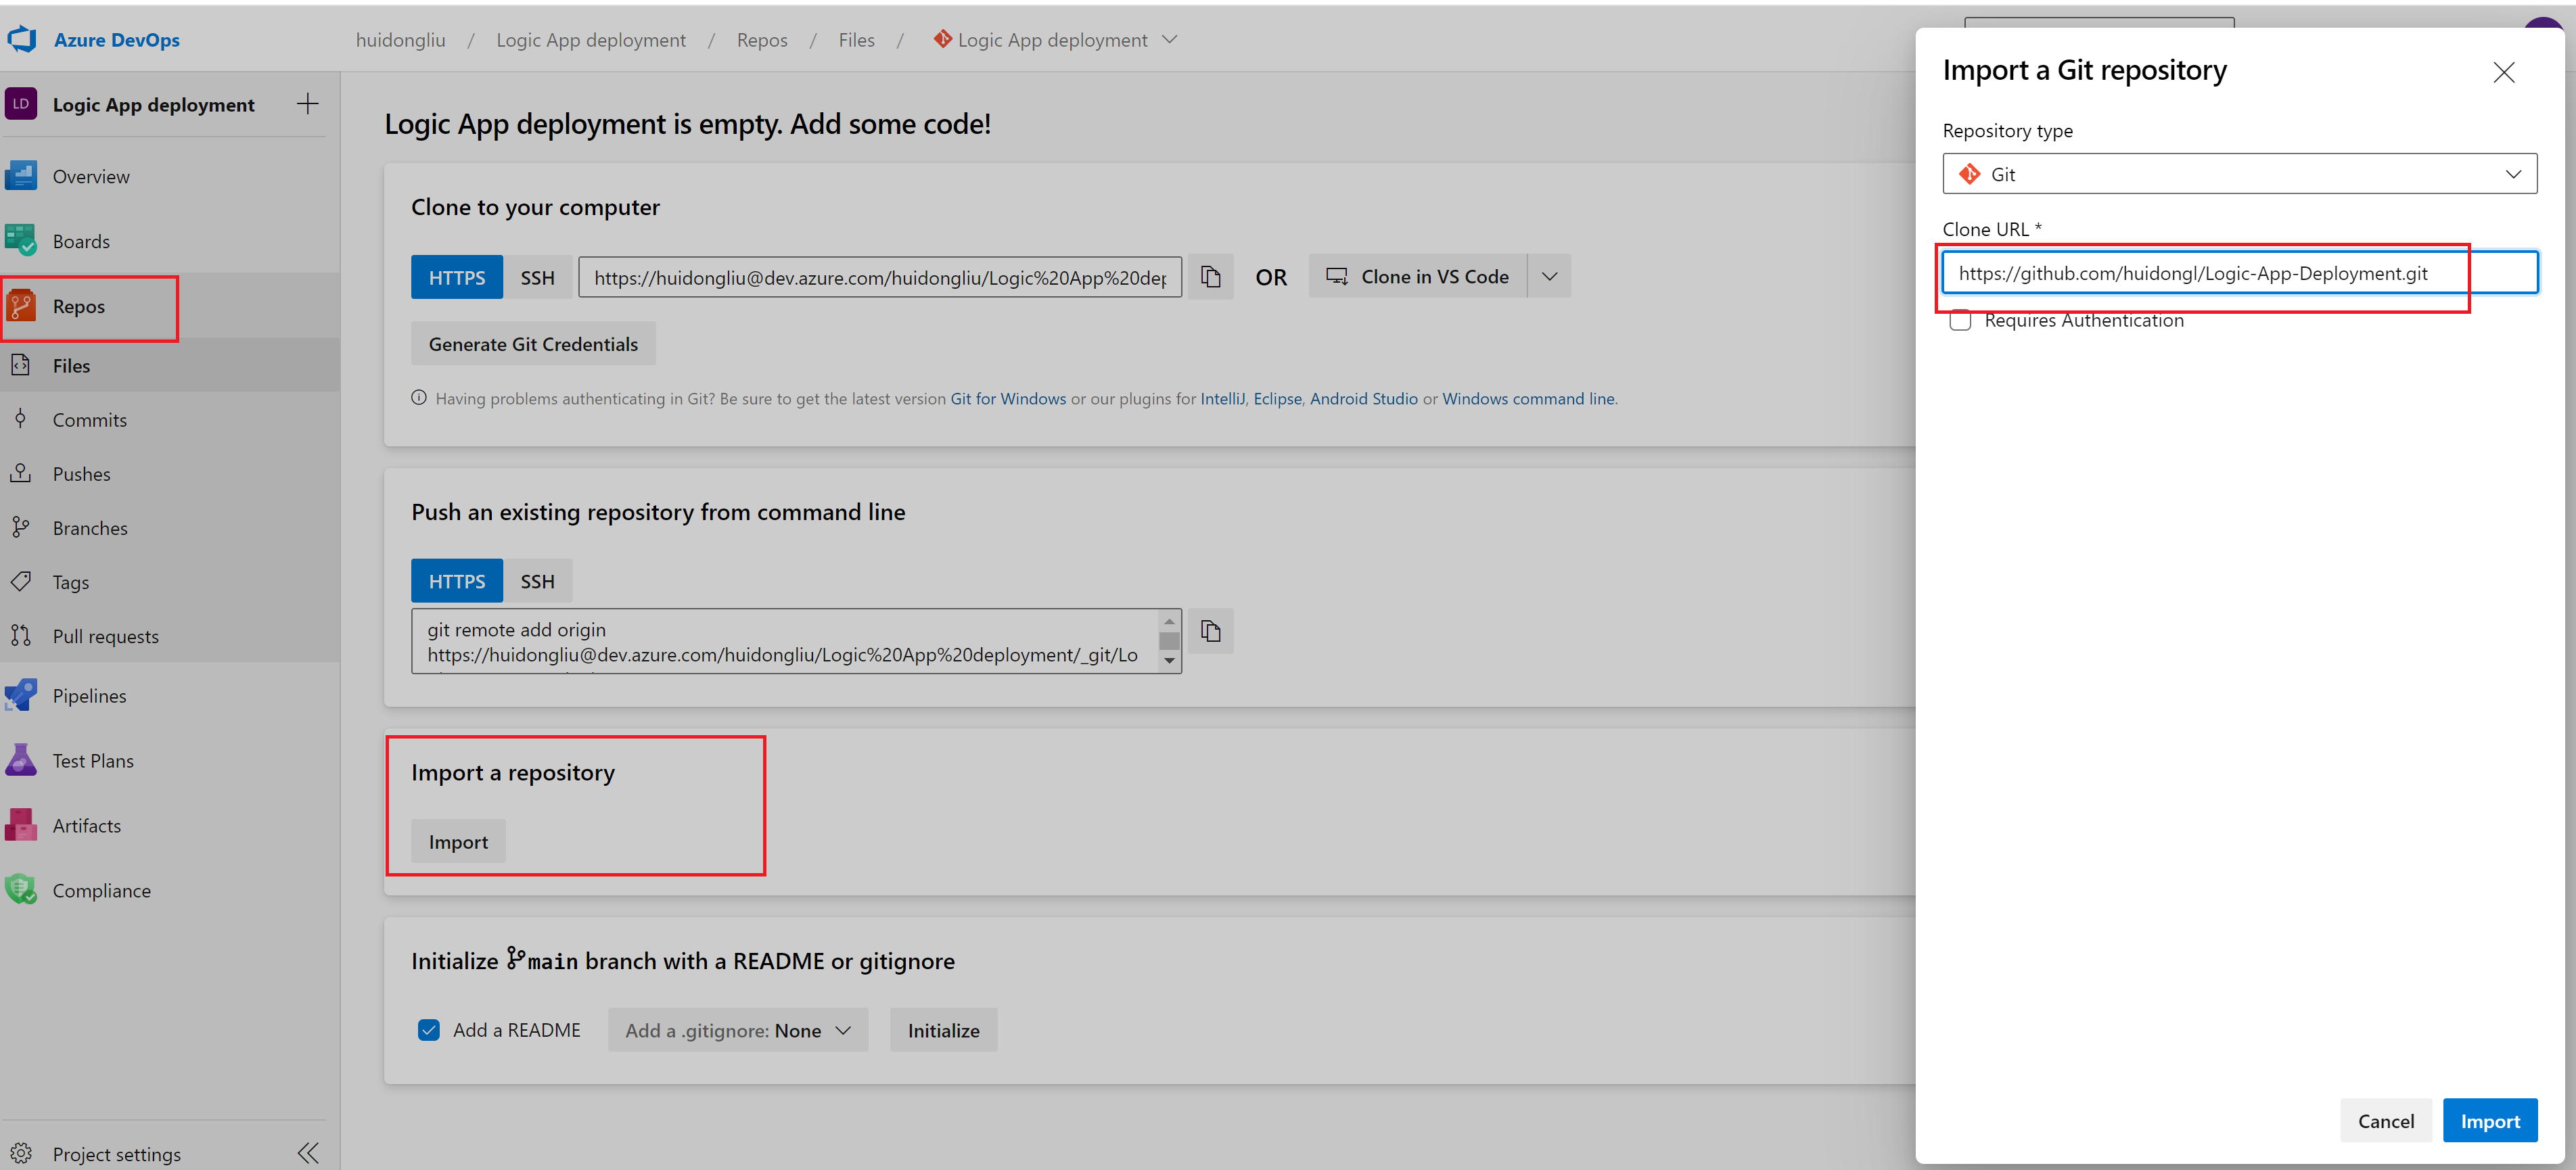 Azure DevOps
huidongliu / Logic App deployment / Repos / Files / Logic App deployment
LD Logic App deployment
Overview
Boards
Repos
Files
Commits
Pushes
Branches
Tags
Pull requests
Pipelines
Test Plans
Artifacts
Compliance
Project settings
Logic App deployment is empty. Add some code!
Clone to your computer
HTTPS SSH https://huidongliu@dev.azure.com/huidongliu/Logic%20App%20dep OR Clone in VS Code
Generate Git Credentials
Having problems authenticating in Git? Be sure to get the latest version Git for Windows or our plugins for IntelliJ, Eclipse, Android Studio or Windows command line.
Push an existing repository from command line
HTTPS SSH
git remote add origin
https://huidongliu@dev.azure.com/huidongliu/Logic%20App%20deployment/_git/Lo
Import a repository
Import
Initialize main branch with a README or gitignore
Add a README Add a .gitignore: None Initialize
Import a Git repository
Repository type
Git
Clone URL *
https://github.com/huidongl/Logic-App-Deployment.git
Requires Authentication
Cancel Import